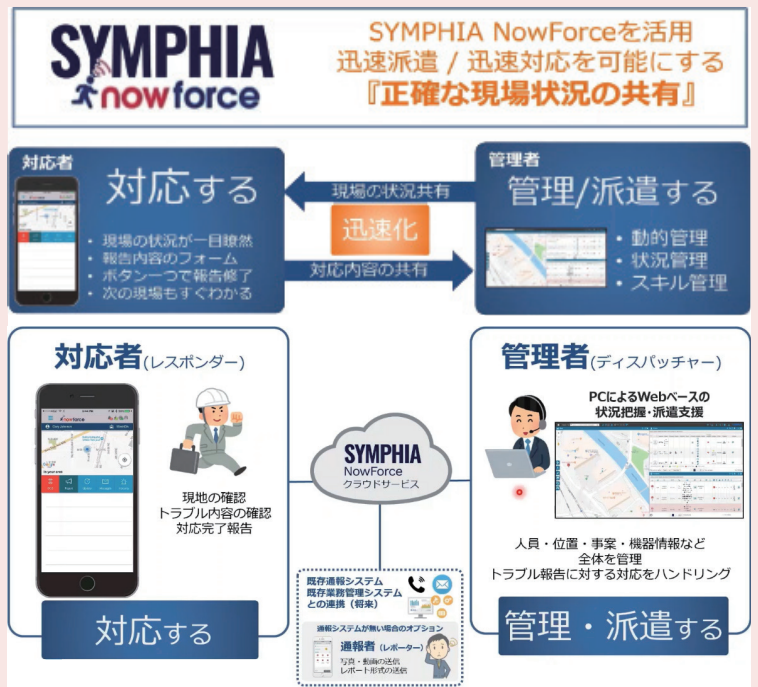 SYMPHIA
nowforce
SYMPHIA NowForceを活用
迅速派遣 / 迅速対応を可能にする
『正確な現場状況の共有』
対応者
対応する
・現場の状況が一目瞭然
・報告内容のフォーム
・ボタン一つで報告修了
・次の現場もすぐわかる
現場の状況共有
迅速化
対応内容の共有
管理者
管理/派遣する
・動的管理
・状況管理
・スキル管理
対応者(レスポンダー)
nowforce
現地の確認
トラブル内容の確認
対応完了報告
対応する
SYMPHIA
NowForce
クラウドサービス
既存通報システム
既存業務管理システム
との連携（将来）
通報システムが無い場合のオプション
通報者（レポーター）
写真・動画の送信
レポート形式の送信
管理者(ディスパッチャー)
PCによるWebベースの
状況把握・派遣支援
人員・位置・事案・機器情報など
全体を管理
トラブル報告に対する対応をハンドリング
管理・派遣する